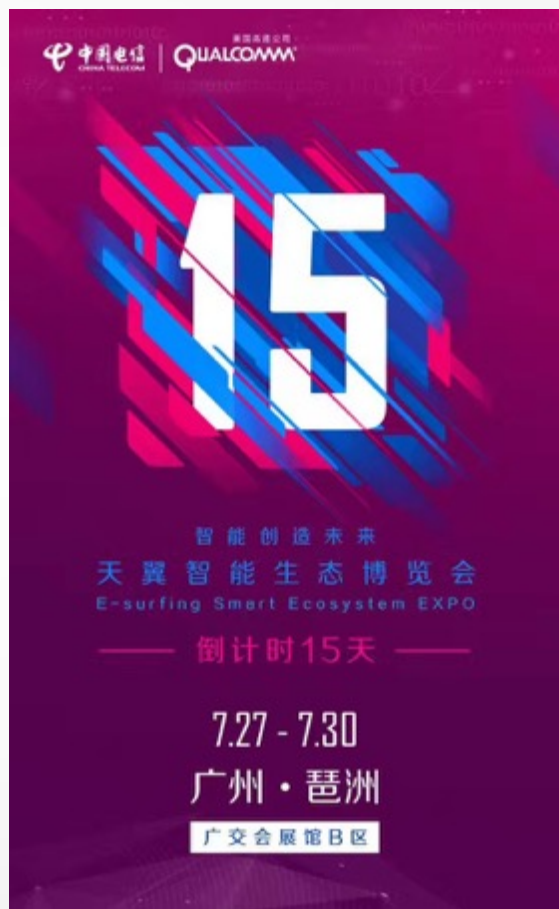 中国电信
CHINA TELECOM
美国高通公司
QUALCOMM
15
智能创造未来
天翼智能生态博览会
E-surfing Smart Ecosystem EXPO
倒计时15天
7.27 - 7.30
广州·琶洲
广交会展馆B区